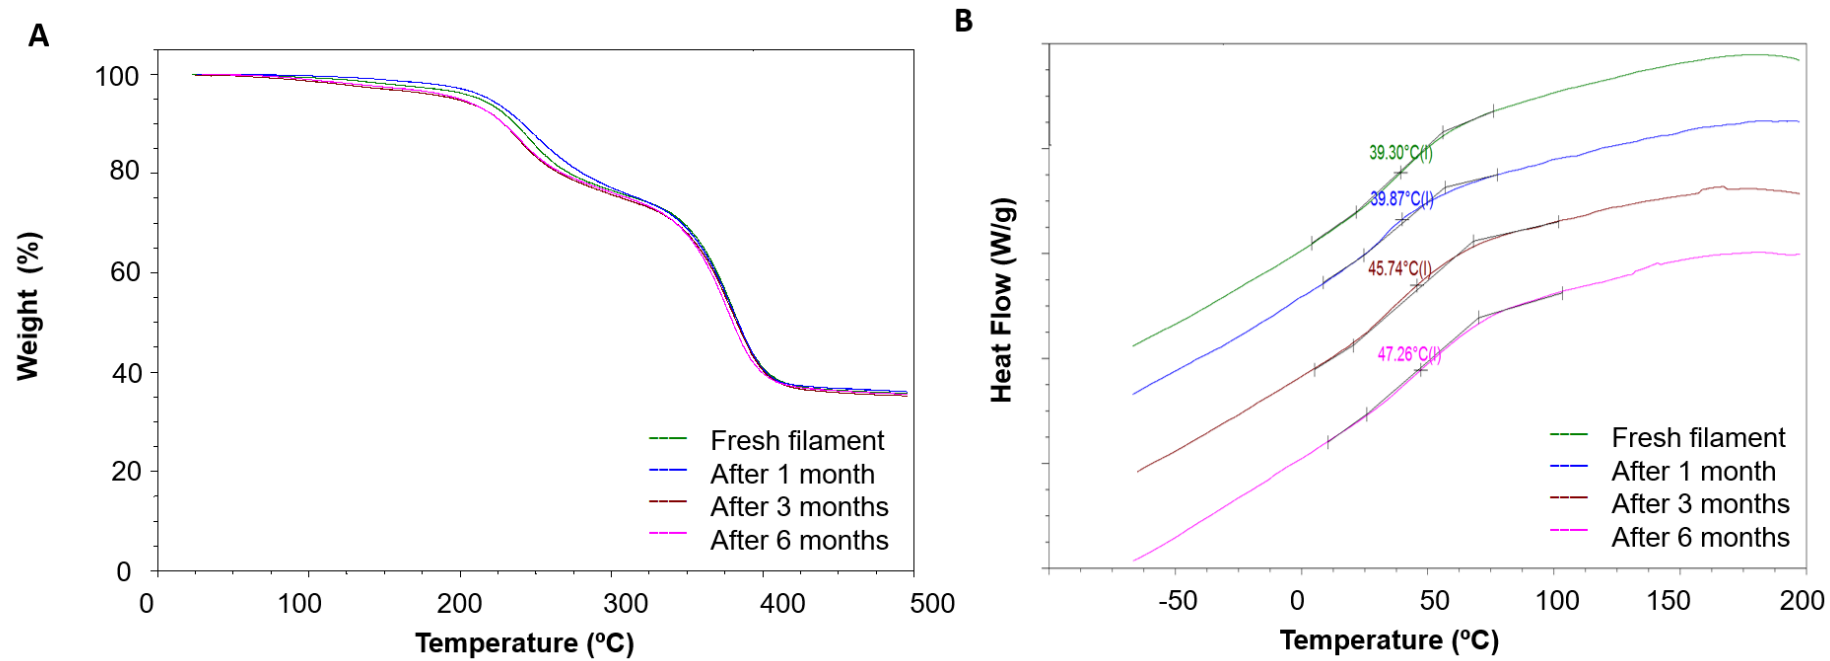 A
100
80
60
40
20
0
Weight (%)
0 100 200 300 400 500
Temperature (ºC)
Fresh filament
After 1 month
After 3 months
After 6 months
B
Heat Flow (W/g)
39.30°C(I)
39.87°C(I)
45.74°C(I)
47.26°C(I)
Fresh filament
After 1 month
After 3 months
After 6 months
-50 0 50 100 150 200
Temperature (ºC)